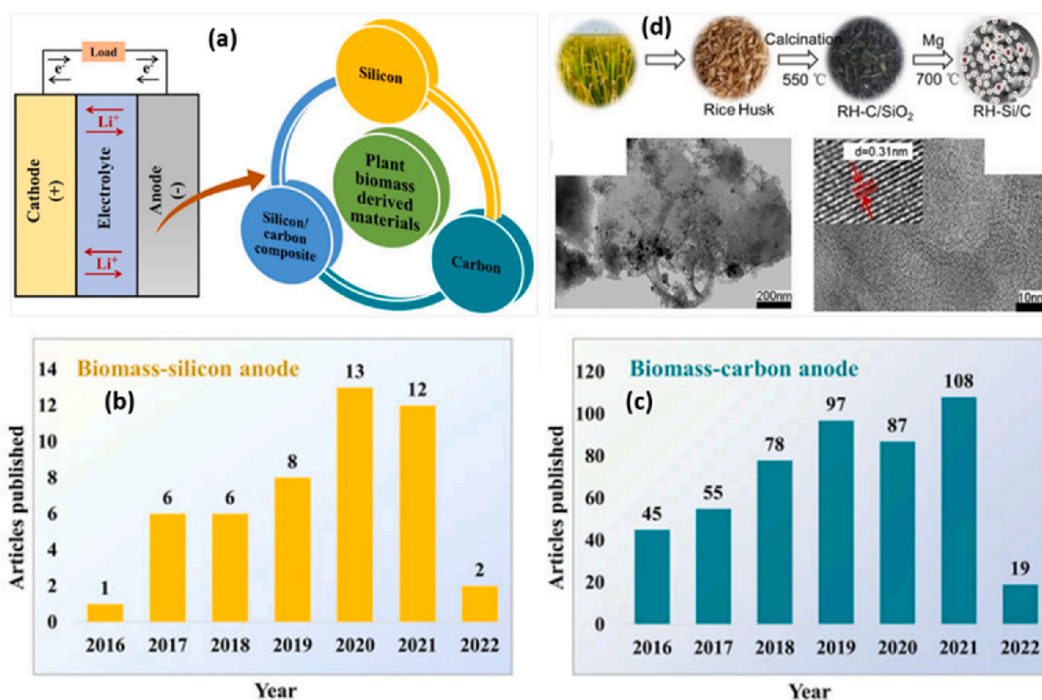 (a)
Load
e⁻
e⁻
Cathode
(+)
Electrolyte
Anode
(-)
Li⁺
Li⁺
Silicon
Plant
biomass
derived
materials
Silicon/
carbon
composite
Carbon
(d)
Rice Husk
Calcination
550 ℃
RH-C/SiO₂
Mg
700 ℃
RH-Si/C
200nm
d=0.31nm
10nm
Biomass-silicon anode
(b)
Articles published
14
12
10
8
6
4
2
0
1
6
6
8
13
12
2
2016
2017
2018
2019
2020
2021
2022
Year
Biomass-carbon anode
(c)
Articles published
120
100
80
60
40
20
0
45
55
78
97
87
108
19
2016
2017
2018
2019
2020
2021
2022
Year